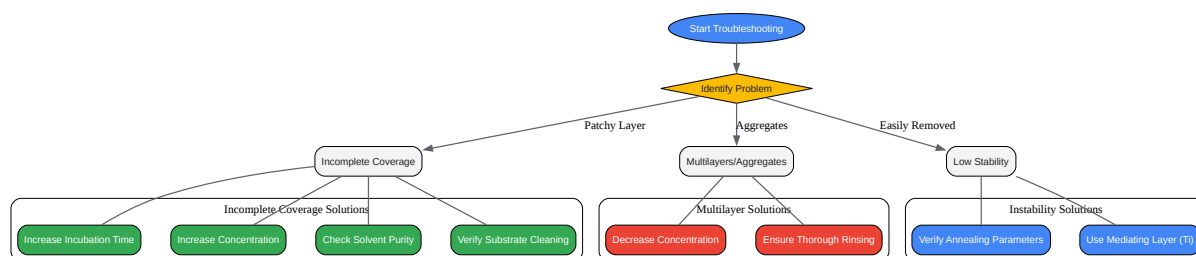 Start Troubleshooting
Identify Problem
Patchy Layer
Aggregates
Easily Removed
Incomplete Coverage
Multilayers/Aggregates
Low Stability
Incomplete Coverage Solutions
Multilayer Solutions
Instability Solutions
Increase Incubation Time
Increase Concentration
Check Solvent Purity
Verify Substrate Cleaning
Decrease Concentration
Ensure Thorough Rinsing
Verify Annealing Parameters
Use Mediating Layer (Ti)